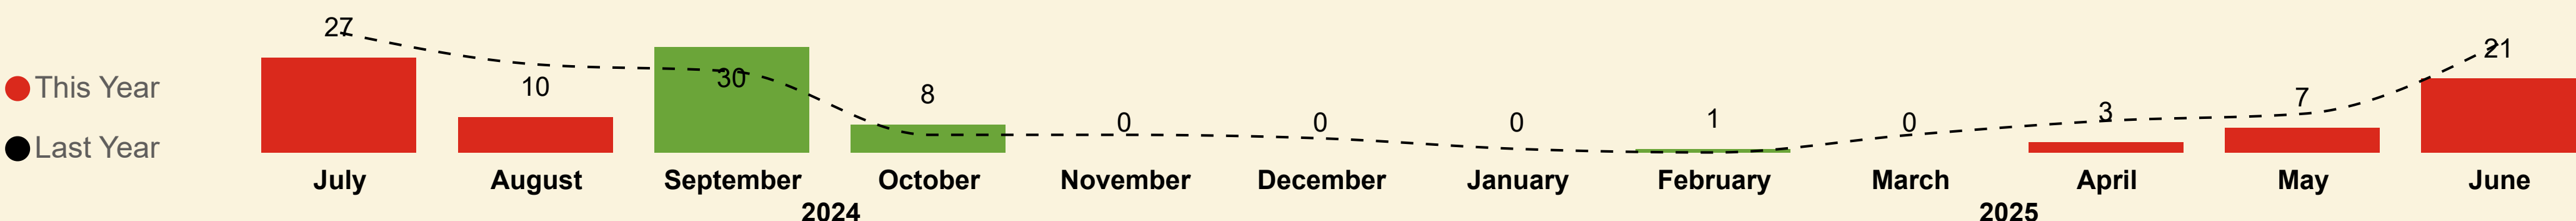 This Year
Last Year
27 10 30 8 0 0 0 1 0 3 7 21
July August September October November December January February March April May June
2024 2025